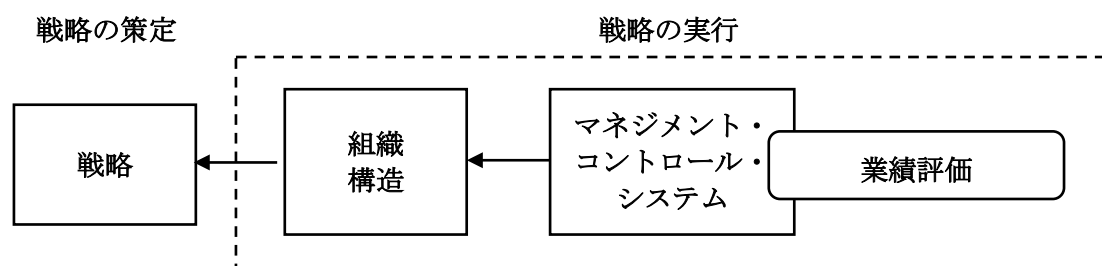 戦略の策定
戦略の実行
戦略
組織
構造
マネジメント・
コントロール・
システム
業績評価